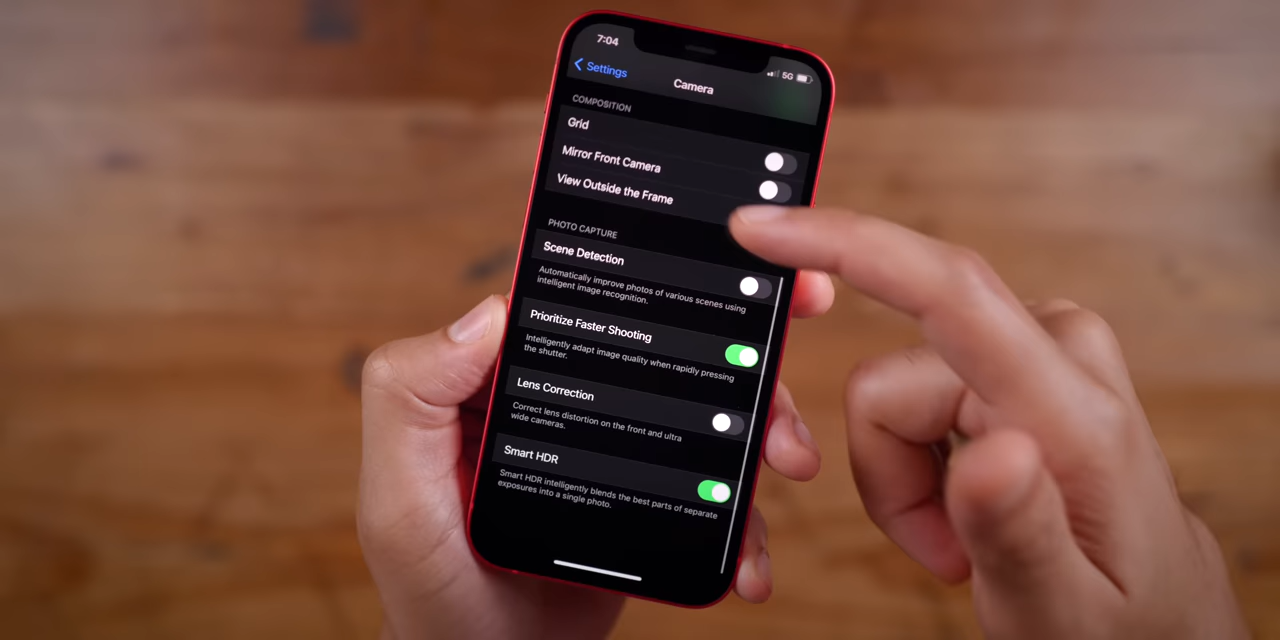 7:04
5G
Settings
Camera
COMPOSITION
Grid
Mirror Front Camera
View Outside the Frame
PHOTO CAPTURE
Scene Detection
Automatically improve photos of various scenes using
intelligent image recognition.
Prioritize Faster Shooting
Intelligently adapt image quality when rapidly pressing
the shutter.
Lens Correction
Correct lens distortion on the front and ultra
wide cameras.
Smart HDR
Smart HDR intelligently blends the best parts of separate
exposures into a single photo.